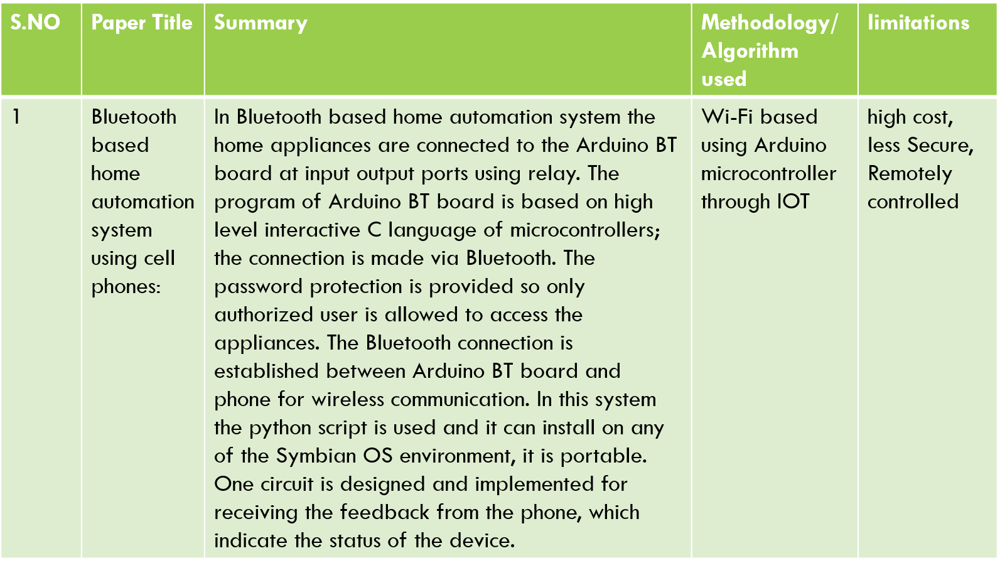 S.NO
Paper Title
Summary
Methodology/
Algorithm
used
limitations
1
Bluetooth
based
home
automation
system
using cell
phones:
In Bluetooth based home automation system the
home appliances are connected to the Arduino BT
board at input output ports using relay. The
program of Arduino BT board is based on high
level interactive C language of microcontrollers;
the connection is made via Bluetooth. The
password protection is provided so only
authorized user is allowed to access the
appliances. The Bluetooth connection is
established between Arduino BT board and
phone for wireless communication. In this system
the python script is used and it can install on any
of the Symbian OS environment, it is portable.
One circuit is designed and implemented for
receiving the feedback from the phone, which
indicate the status of the device.
Wi-Fi based
using Arduino
microcontroller
through IOT
high cost,
less Secure,
Remotely
controlled